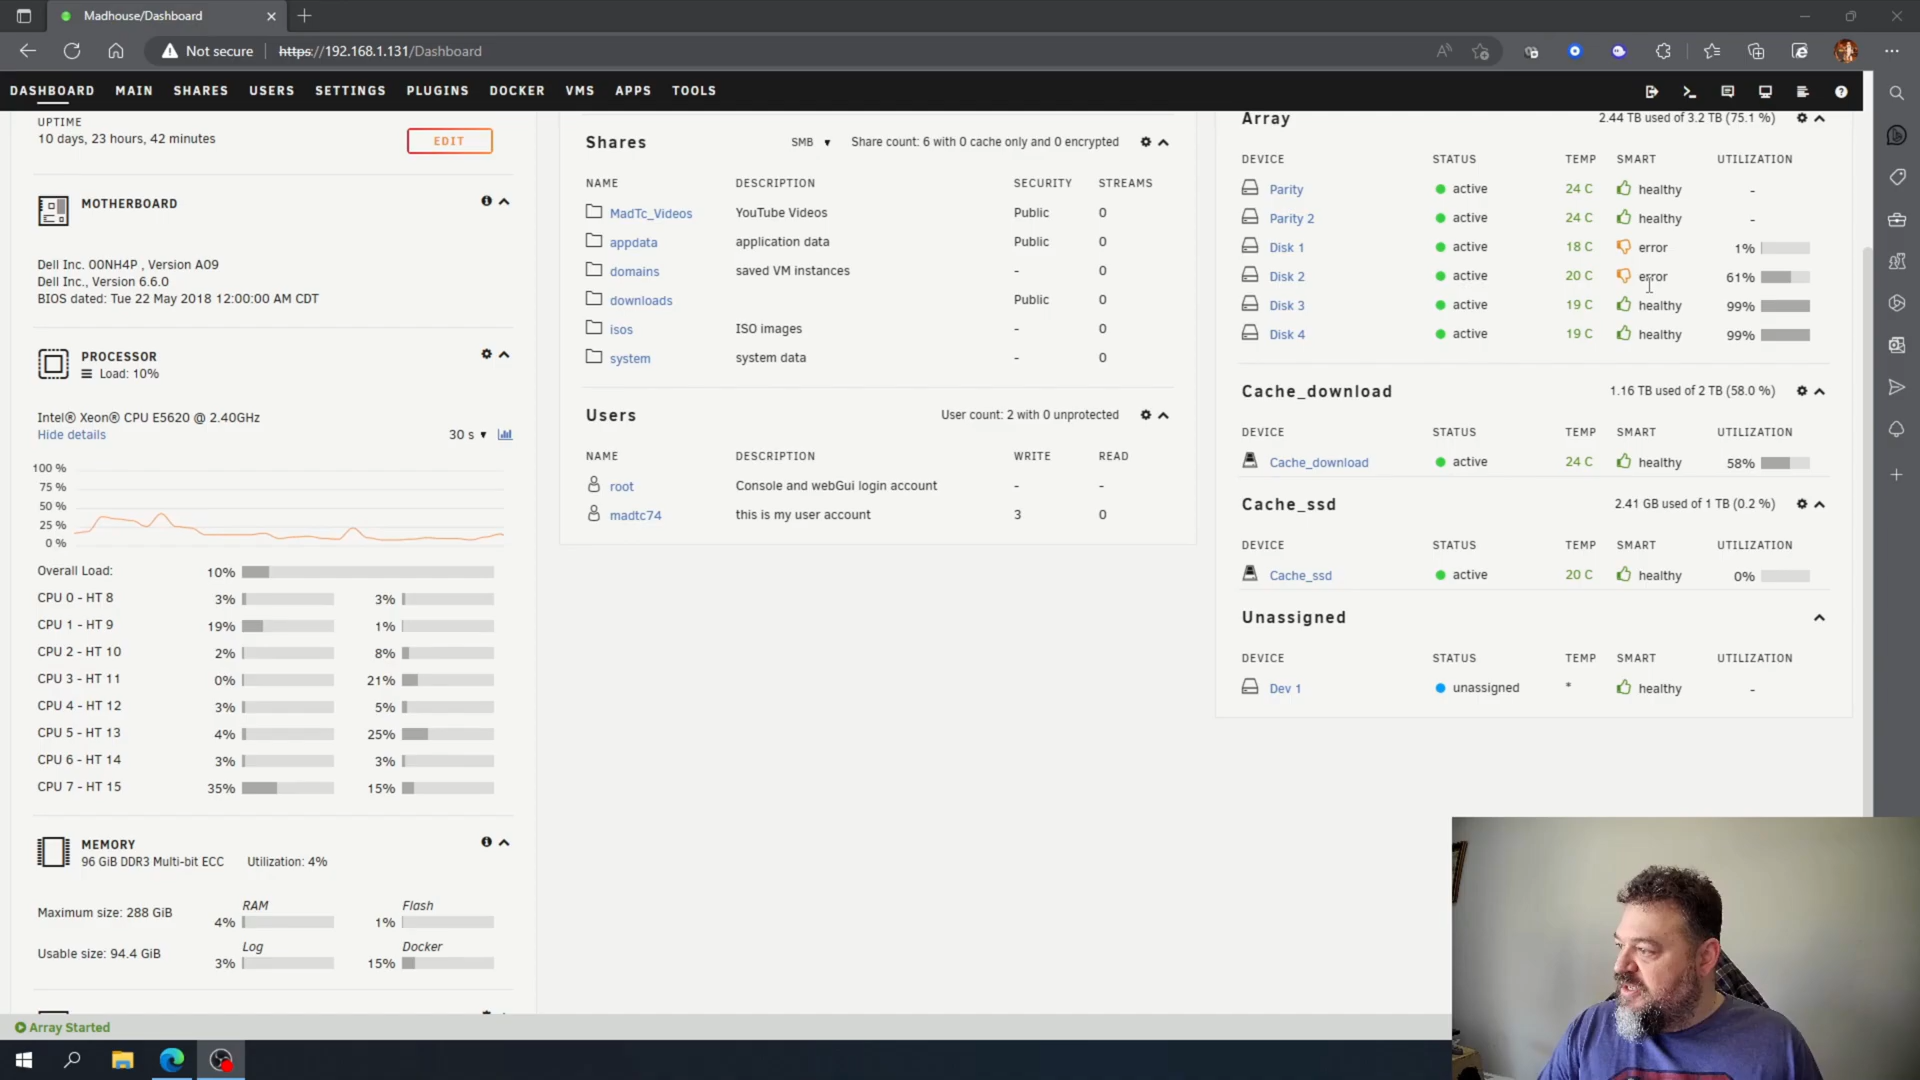 Madhouse/Dashboard
Not secure https://192.168.1.131/Dashboard
DASHBOARD MAIN SHARES USERS SETTINGS PLUGINS DOCKER VMS APPS TOOLS
UPTIME
10 days, 23 hours, 42 minutes
EDIT
MOTHERBOARD
Dell Inc. 00NH4P , Version A09
Dell Inc., Version 6.6.0
BIOS dated: Tue 22 May 2018 12:00:00 AM CDT
PROCESSOR
Load: 10%
Intel® Xeon® CPU E5620 @ 2.40GHz
Hide details 30 s
100 %
75 %
50 %
25 %
0 %
Overall Load: 10%
CPU 0 - HT 8 3% 3%
CPU 1 - HT 9 19% 1%
CPU 2 - HT 10 2% 8%
CPU 3 - HT 11 0% 21%
CPU 4 - HT 12 3% 5%
CPU 5 - HT 13 4% 25%
CPU 6 - HT 14 3% 3%
CPU 7 - HT 15 35% 15%
MEMORY
96 GiB DDR3 Multi-bit ECC Utilization: 4%
RAM Flash
Maximum size: 288 GiB 4% 1%
Log Docker
Usable size: 94.4 GiB 3% 15%
Shares SMB Share count: 6 with 0 cache only and 0 encrypted
NAME DESCRIPTION SECURITY STREAMS
MadTc_Videos YouTube Videos Public 0
appdata application data Public 0
domains saved VM instances - 0
downloads Public 0
isos ISO images - 0
system system data - 0
Users User count: 2 with 0 unprotected
NAME DESCRIPTION WRITE READ
root Console and webGui login account - -
madtc74 this is my user account 3 0
Array 2.44 TB used of 3.2 TB (75.1 %)
DEVICE STATUS TEMP SMART UTILIZATION
Parity active 24 C healthy -
Parity 2 active 24 C healthy -
Disk 1 active 18 C error 1%
Disk 2 active 20 C error 61%
Disk 3 active 19 C healthy 99%
Disk 4 active 19 C healthy 99%
Cache_download 1.16 TB used of 2 TB (58.0 %)
DEVICE STATUS TEMP SMART UTILIZATION
Cache_download active 24 C healthy 58%
Cache_ssd 2.41 GB used of 1 TB (0.2 %)
DEVICE STATUS TEMP SMART UTILIZATION
Cache_ssd active 20 C healthy 0%
Unassigned
DEVICE STATUS TEMP SMART UTILIZATION
Dev 1 unassigned * healthy -
Array Started